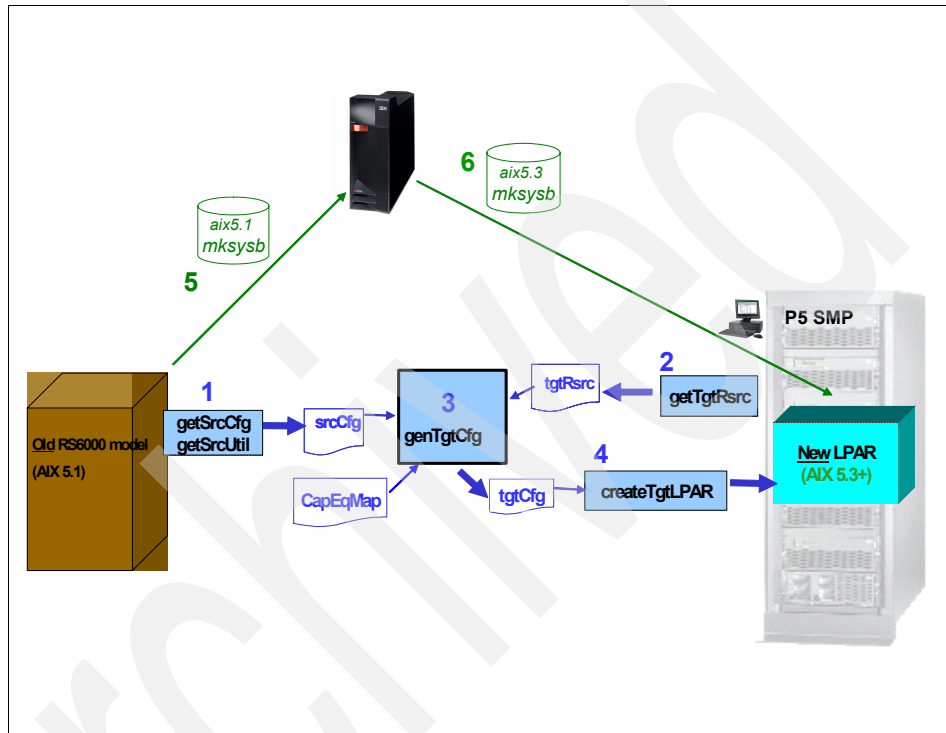 6
aix5.3
mksysb
aix5.1
mksysb
5
P5 SMP
1
2
tgtRsrc
getTgtRsrc
getSrcCfg
getSrcUtil
srcCfg
3
genTgtCfg
Old RS6000 model
(AIX 5.1)
New LPAR
(AIX 5.3+)
4
CapEqMap
tgtCfg
createTgtLPAR
rchived